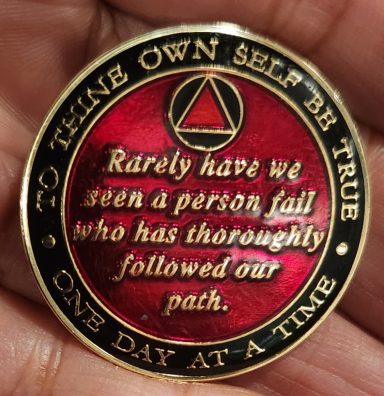 TO THINE OWN SELF BE TRUE
Rarely have we
seen a person fail
who has thoroughly
followed our
path.
ONE DAY AT A TIME